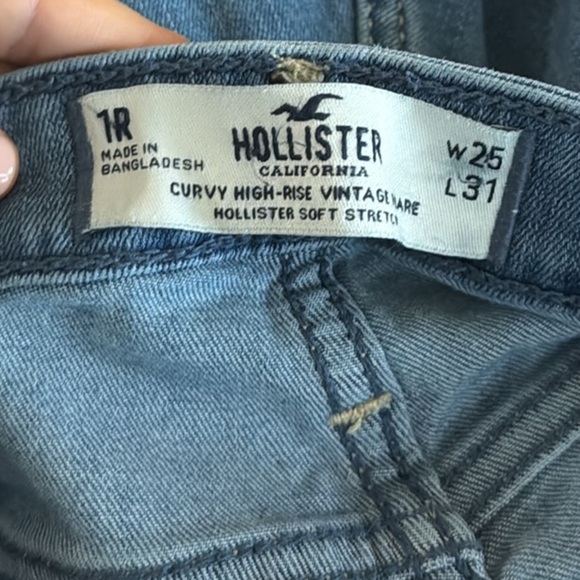 1R
MADE IN
BANGLADESH
HOLLISTER
CALIFORNIA
CURVY HIGH-RISE VINTAGE
HOLLISTER SOFT STRETCH
W25
L31